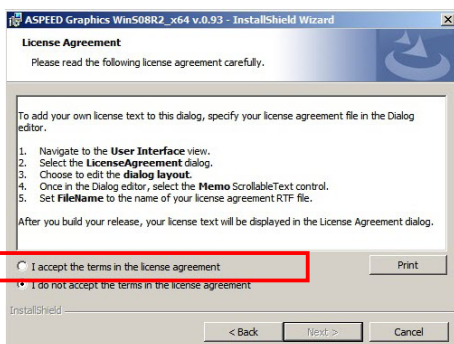 ASPEED Graphics WinS08R2_x64 v.0.93 - InstallShield Wizard
License Agreement
Please read the following license agreement carefully.
To add your own license text to this dialog, specify your license agreement file in the Dialog
editor.
1. Navigate to the User Interface view.
2. Select the LicenseAgreement dialog.
3. Choose to edit the dialog layout.
4. Once in the Dialog editor, select the Memo ScrollableText control.
5. Set FileName to the name of your license agreement RTF file.
After you build your release, your license text will be displayed in the License Agreement dialog.
I accept the terms in the license agreement
Print
I do not accept the terms in the license agreement
InstallShield
< Back
Next >
Cancel